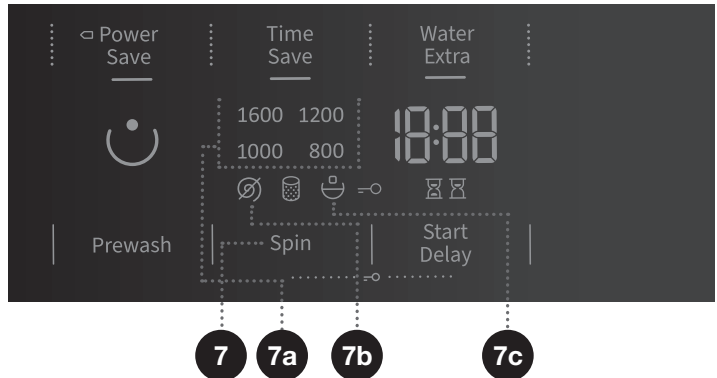 Power Save
Time Save
Water Extra
1600 1200
1000 800
18:88
Prewash
Spin
Start Delay
7
7a
7b
7c